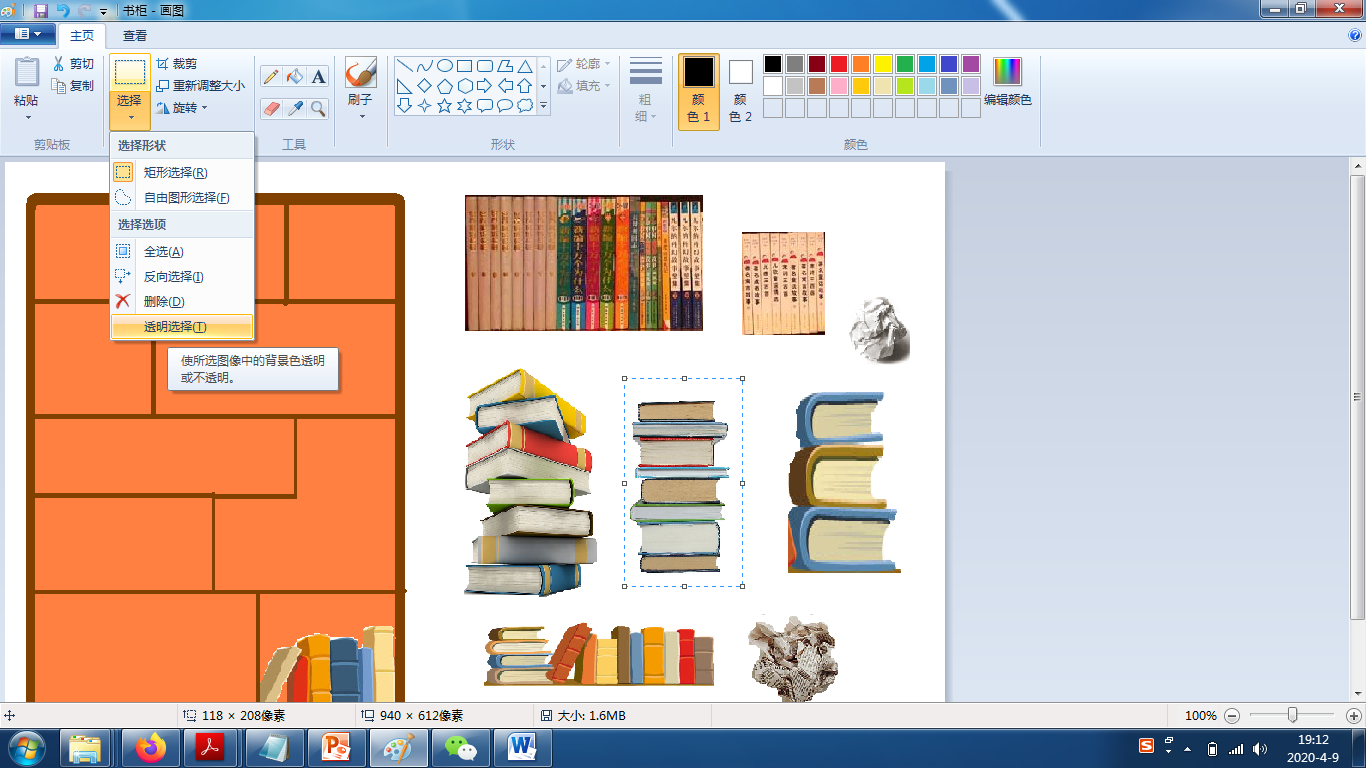 书柜 - 画图
主页
查看
粘贴
剪切
复制
剪贴板
选择
裁剪
重新调整大小
旋转
A
工具
刷子
轮廓
填充
形状
粗
细
颜
色 1
颜
色 2
编辑颜色
颜色
选择形状
矩形选择(R)
自由图形选择(F)
选择选项
全选(A)
反向选择(I)
删除(D)
透明选择(T)
使所选图像中的背景色透明
或不透明。
118 × 208像素
940 × 612像素
大小: 1.6MB
100%
19:12
2020-4-9